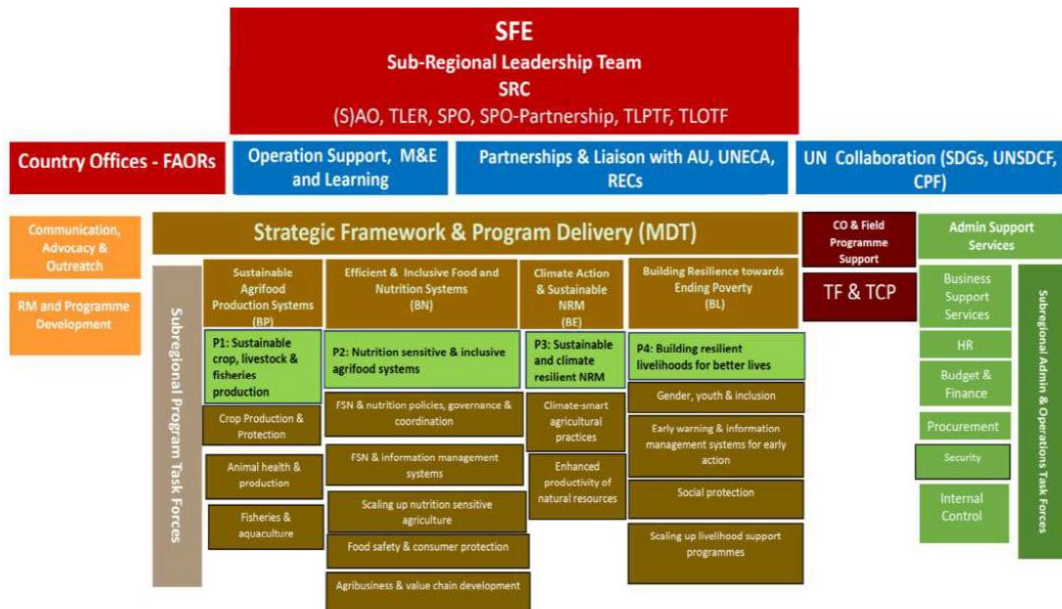 SFE
Sub-Regional Leadership Team
SRC
(S)AO, TLER, SPO, SPO-Partnership, TLPTF, TLOTF
Country Offices - FAORs
Operation Support, M&E
and Learning
Partnerships & Liaison with AU, UNECA,
RECs
UN Collaboration (SDGs, UNSDCF,
CPF)
Communication,
Advocacy &
Outreach
RM and Programme
Development
Strategic Framework & Program Delivery (MDT)
Subregional Program Task Forces
Sustainable
Agrifood
Production Systems
(BP)
P1: Sustainable
crop, livestock &
fisheries
production
Crop Production &
Protection
Animal health &
production
Fisheries &
aquaculture
Efficient & Inclusive Food and
Nutrition Systems
(BN)
P2: Nutrition sensitive & inclusive
agrifood systems
FSN & nutrition policies, governance &
coordination
FSN & information management
systems
Scaling up nutrition sensitive
agriculture
Food safety & consumer protection
Agribusiness & value chain development
Climate Action
& Sustainable
NRM
(BE)
P3: Sustainable
and climate
resilient NRM
Climate-smart
agricultural
practices
Enhanced
productivity of
natural resources
Building Resilience towards
Ending Poverty
(BL)
P4: Building resilient
livelihoods for better lives
Gender, youth & inclusion
Early warning & information
management systems for early
action
Social protection
Scaling up livelihood support
programmes
CO & Field
Programme
Support
TF & TCP
Admin Support
Services
Business
Support
Services
HR
Budget &
Finance
Procurement
Security
Internal
Control
Subregional Admin & Operations Task Forces